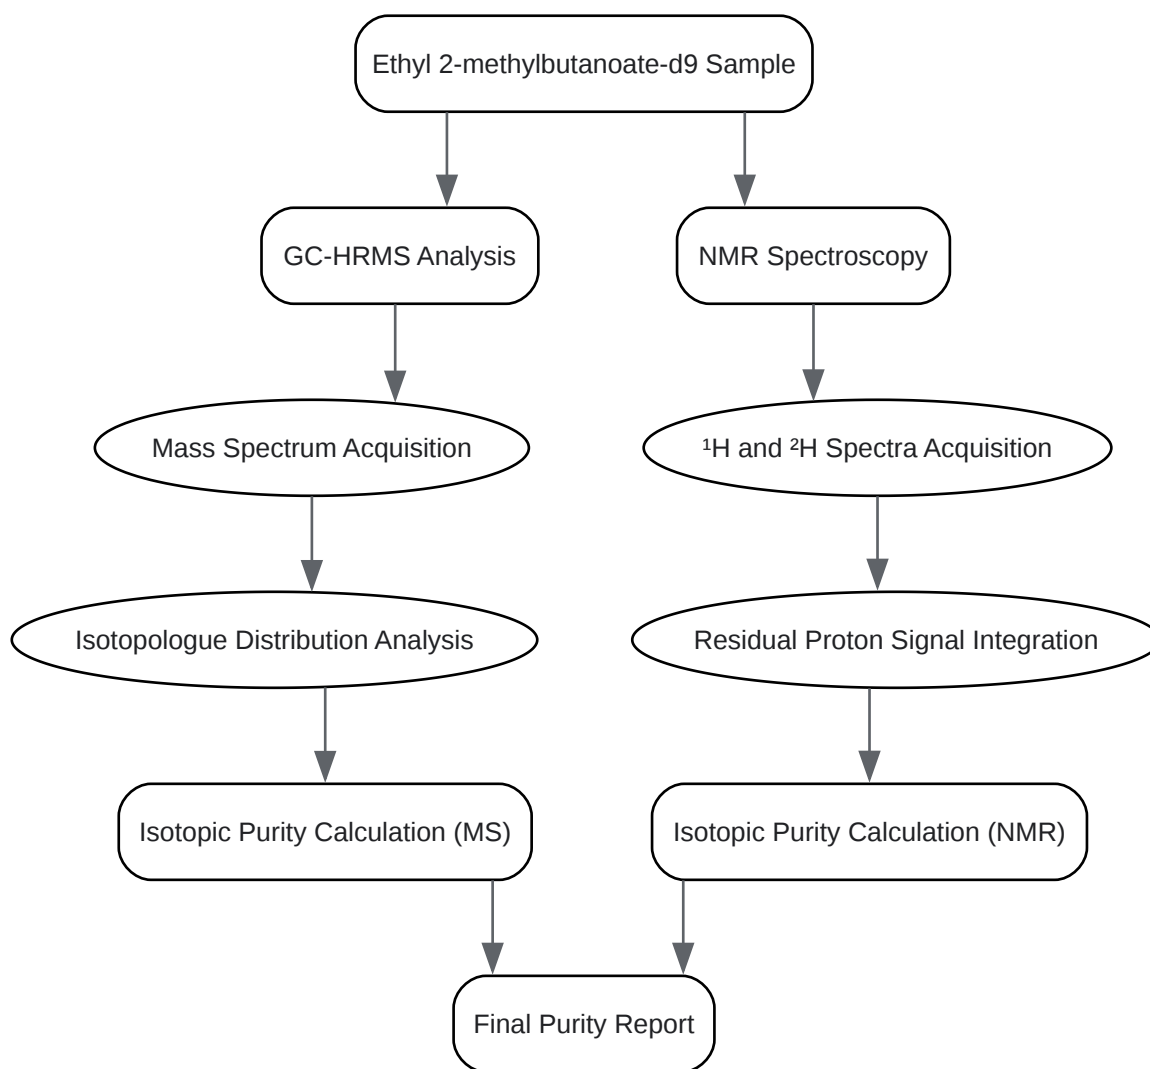 Ethyl 2-methylbutanoate-d9 Sample
GC-HRMS Analysis
NMR Spectroscopy
Mass Spectrum Acquisition
¹H and ²H Spectra Acquisition
Isotopologue Distribution Analysis
Residual Proton Signal Integration
Isotopic Purity Calculation (MS)
Isotopic Purity Calculation (NMR)
Final Purity Report